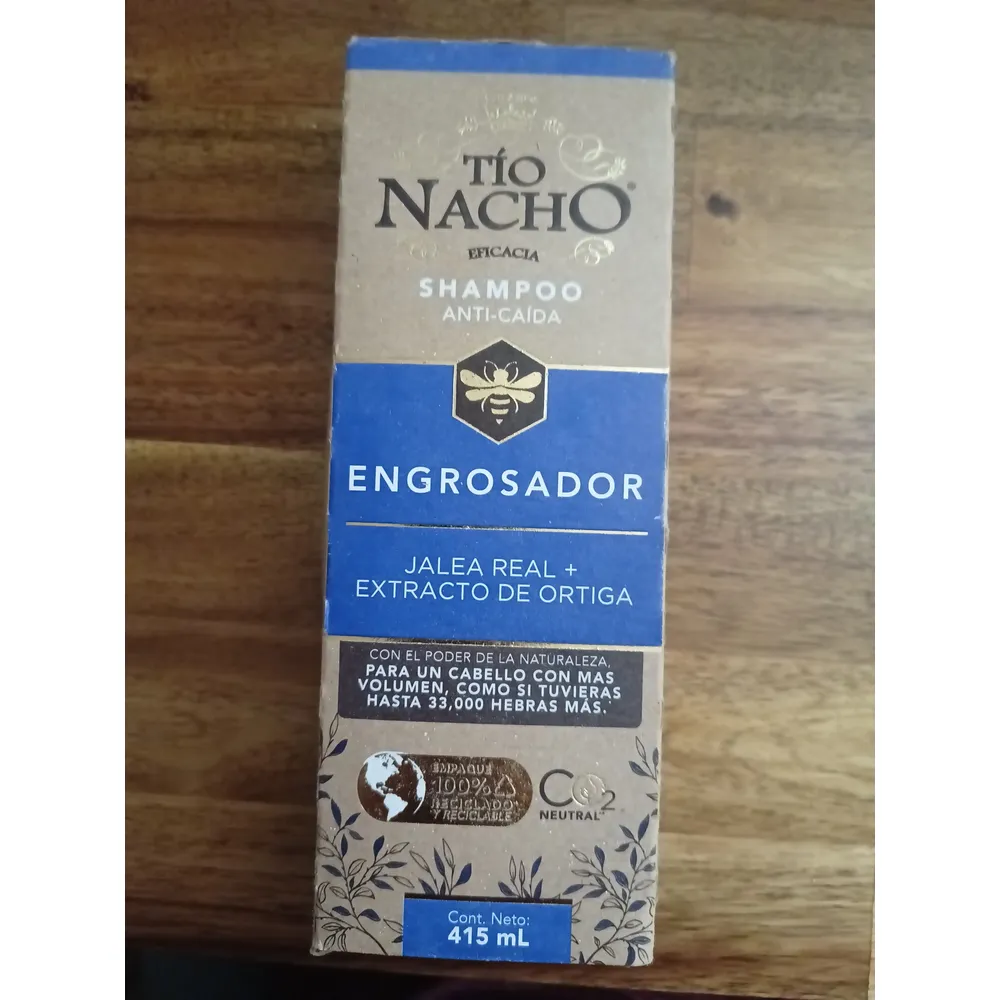 TÍO
NACHO®
EFICACIA
SHAMPOO
ANTI-CAÍDA
ENGROSADOR
JALEA REAL +
EXTRACTO DE ORTIGA
CON EL PODER DE LA NATURALEZA,
PARA UN CABELLO CON MAS
VOLUMEN, COMO SI TUVIERAS
HASTA 33,000 HEBRAS MÁS.*
EMPAQUE
100%
RECICLADO
Y RECICLABLE
CO2
NEUTRAL*
Cont. Neto:
415 mL